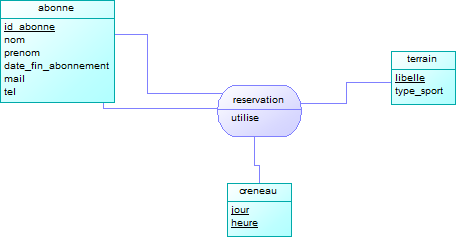 abonne
id_abonne
nom
prenom
date_fin_abonnement
mail
tel
terrain
libelle
type_sport
reservation
utilise
creneau
jour
heure